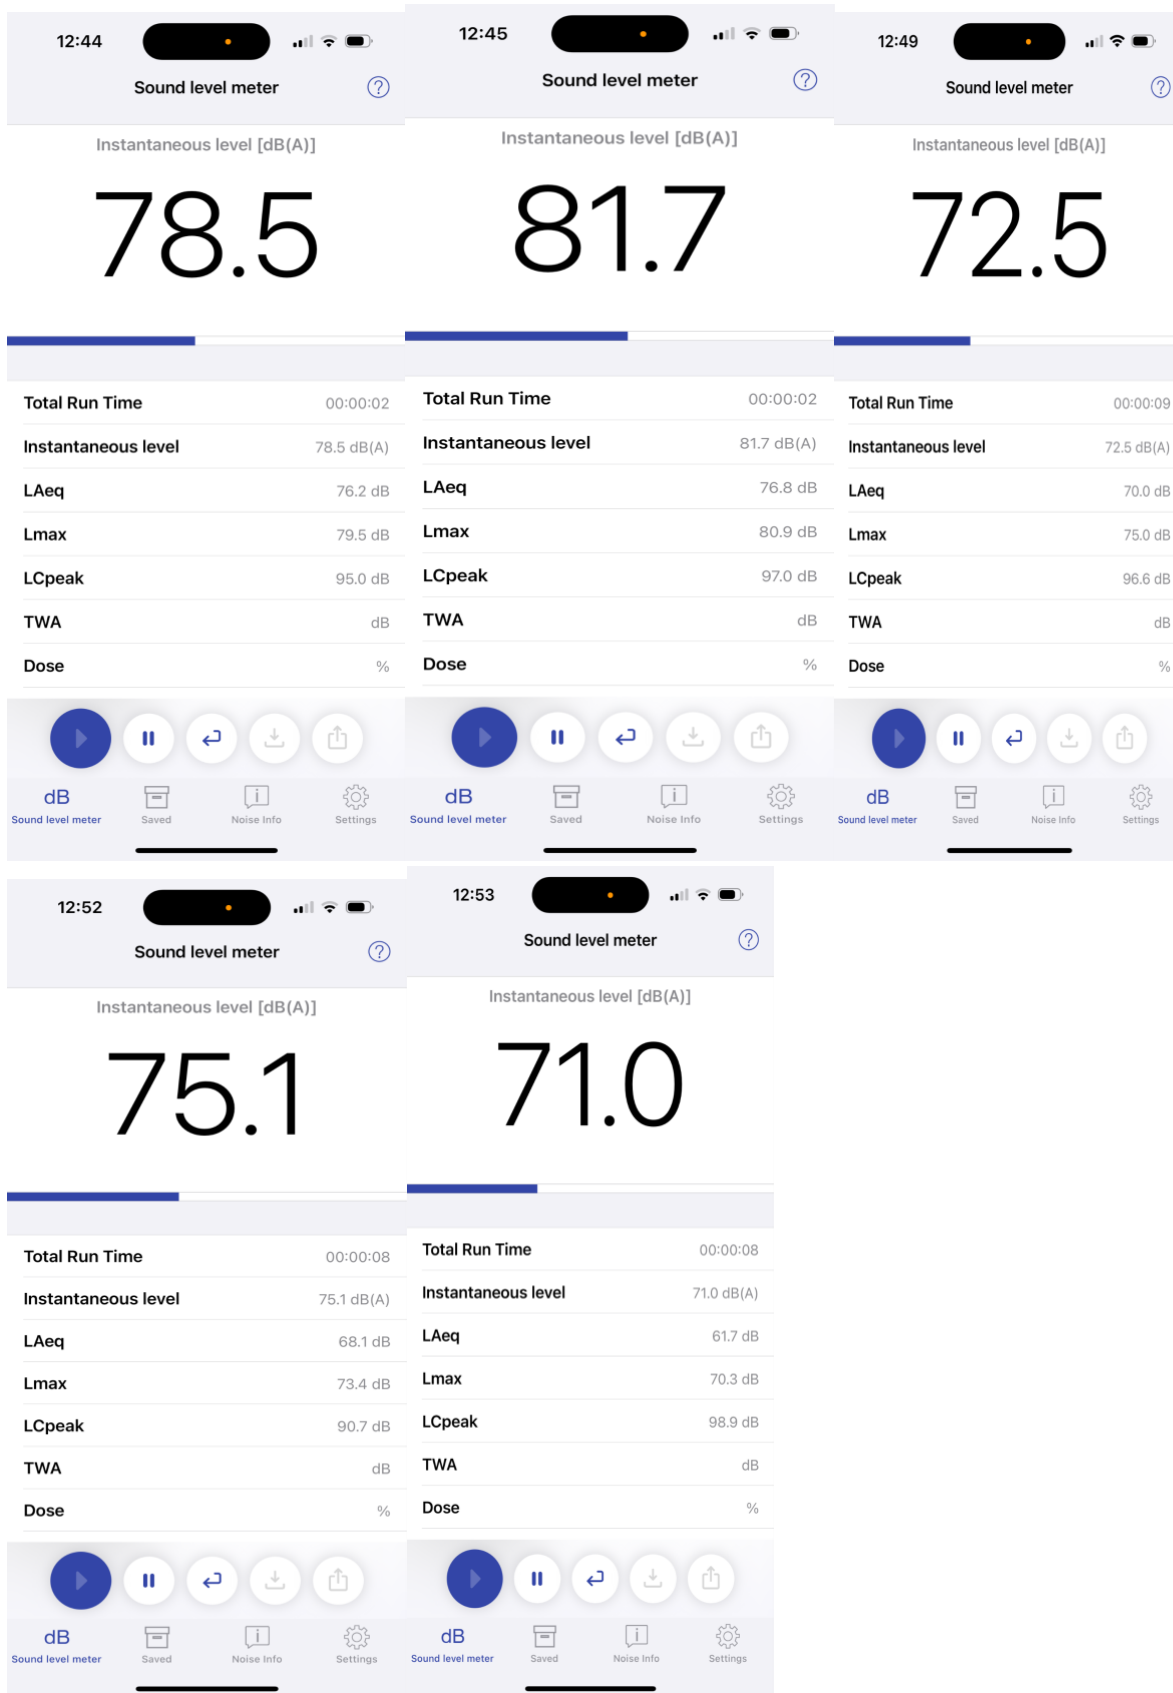 12:44
Sound level meter ?
Instantaneous level [dB(A)]
78.5
Total Run Time 00:00:02
Instantaneous level 78.5 dB(A)
LAeq 76.2 dB
Lmax 79.5 dB
LCpeak 95.0 dB
TWA dB
Dose %
dB
Sound level meter Saved Noise Info Settings
12:45
Sound level meter ?
Instantaneous level [dB(A)]
81.7
Total Run Time 00:00:02
Instantaneous level 81.7 dB(A)
LAeq 76.8 dB
Lmax 80.9 dB
LCpeak 97.0 dB
TWA dB
Dose %
dB
Sound level meter Saved Noise Info Settings
12:49
Sound level meter ?
Instantaneous level [dB(A)]
72.5
Total Run Time 00:00:09
Instantaneous level 72.5 dB(A)
LAeq 70.0 dB
Lmax 75.0 dB
LCpeak 96.6 dB
TWA dB
Dose %
dB
Sound level meter Saved Noise Info Settings
12:52
Sound level meter ?
Instantaneous level [dB(A)]
75.1
Total Run Time 00:00:08
Instantaneous level 75.1 dB(A)
LAeq 68.1 dB
Lmax 73.4 dB
LCpeak 90.7 dB
TWA dB
Dose %
dB
Sound level meter Saved Noise Info Settings
12:53
Sound level meter ?
Instantaneous level [dB(A)]
71.0
Total Run Time 00:00:08
Instantaneous level 71.0 dB(A)
LAeq 61.7 dB
Lmax 70.3 dB
LCpeak 98.9 dB
TWA dB
Dose %
dB
Sound level meter Saved Noise Info Settings